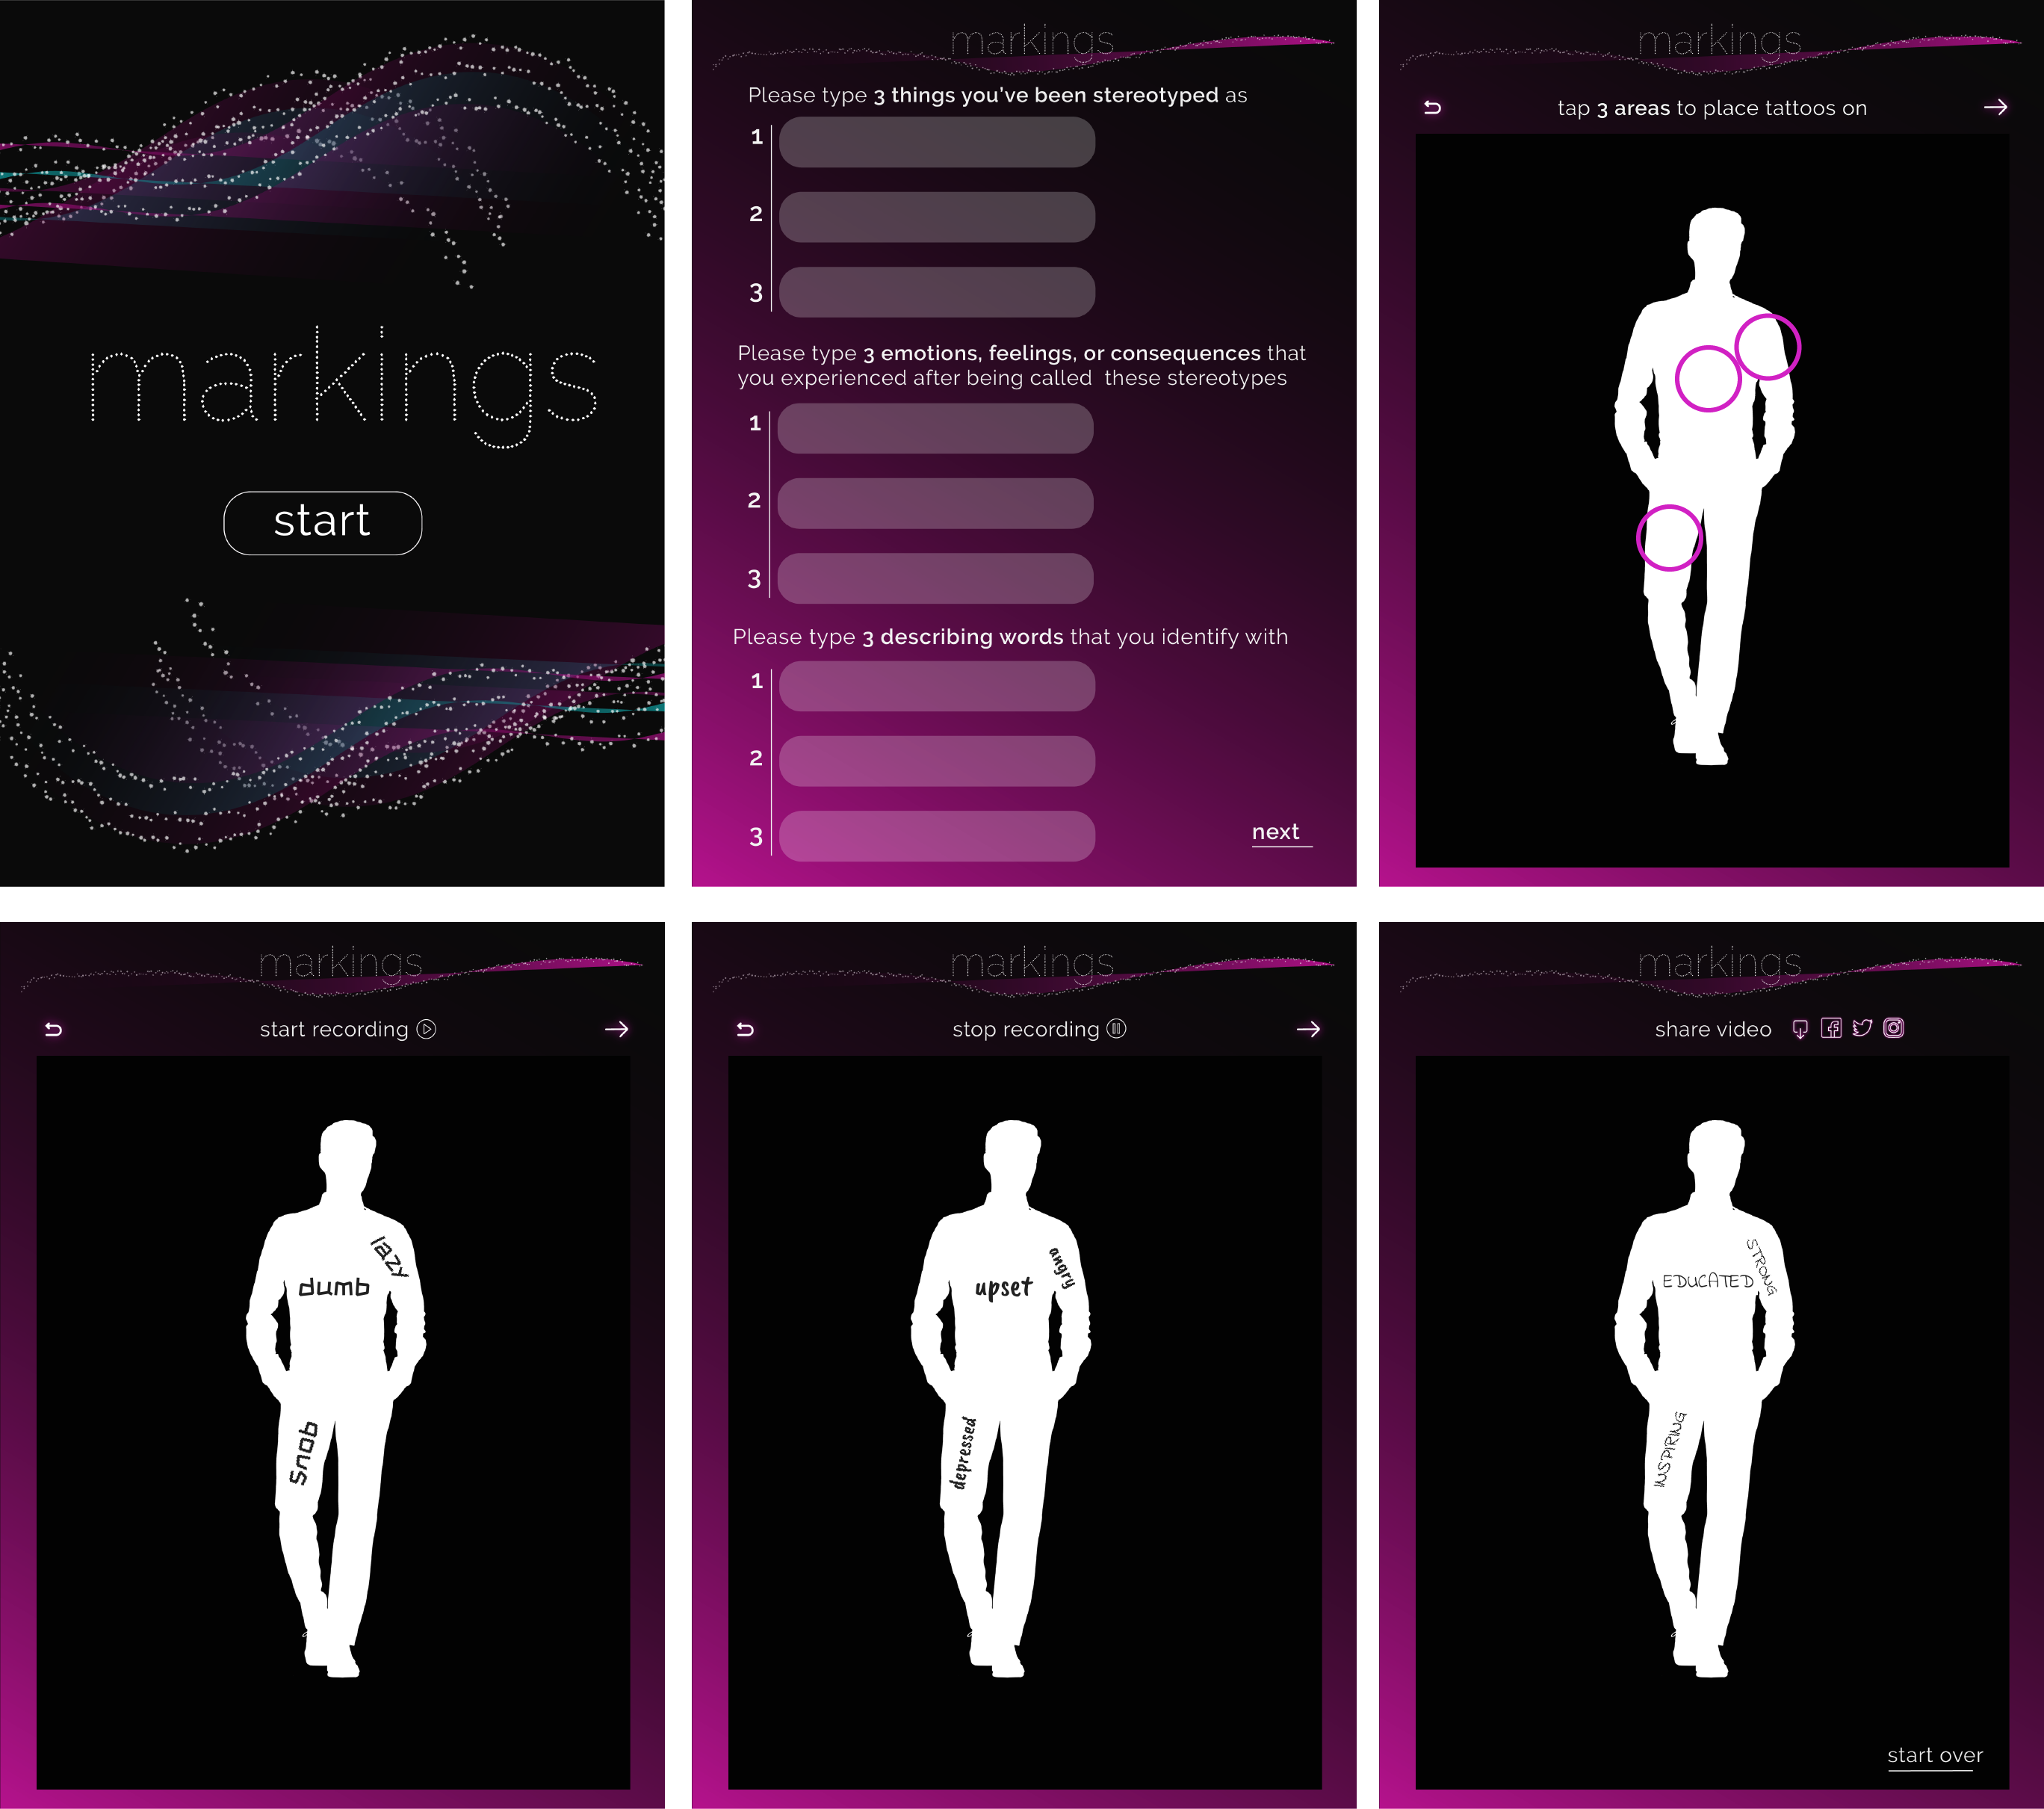 markings
start
markings
Please type 3 things you've been stereotyped as
1
2
3
Please type 3 emotions, feelings, or consequences that
you experienced after being called these stereotypes
1
2
3
Please type 3 describing words that you identify with
1
2
3
next
markings
tap 3 areas to place tattoos on
markings
start recording
lazy
dumb
snob
markings
stop recording
angry
upset
depressed
markings
share video
STRONG
EDUCATED
INSPIRING
start over